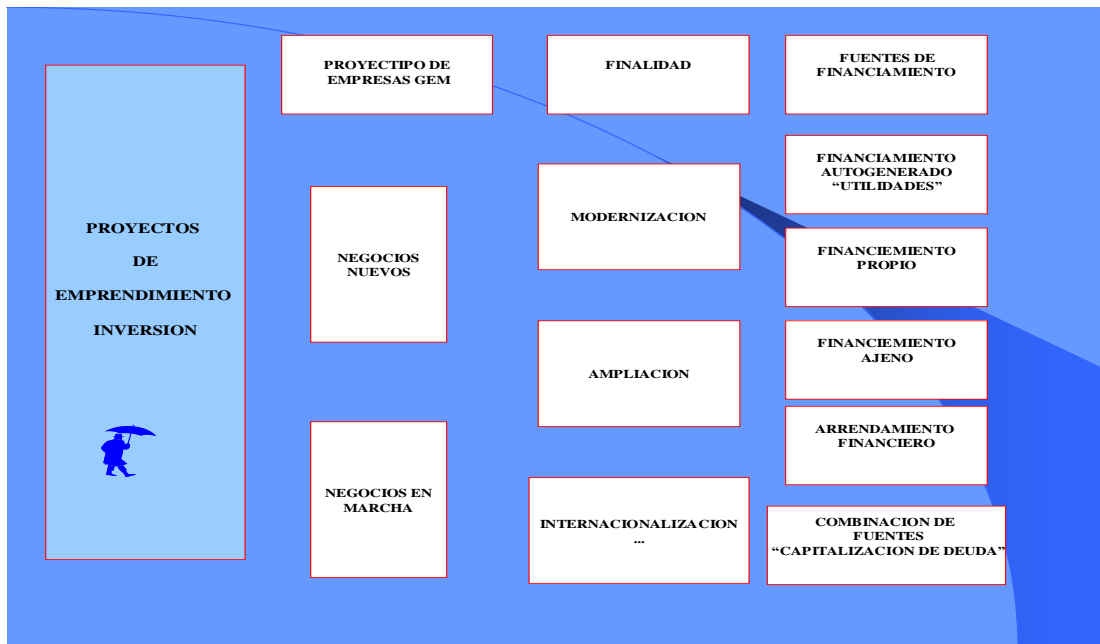 PROYECTOS
DE
EMPRENDIMIENTO
INVERSION
PROYECTIPO DE
EMPRESAS GEM
NEGOCIOS
NUEVOS
NEGOCIOS EN
MARCHA
FINALIDAD
MODERNIZACION
AMPLIACION
INTERNACIONALIZACION
...
FUENTES DE
FINANCIAMIENTO
FINANCIAMIENTO
AUTOGENERADO
“UTILIDADES”
FINANCIEMIENTO
PROPIO
FINANCIEMIENTO
AJENO
ARRENDAMIENTO
FINANCIERO
COMBINACION DE
FUENTES
“CAPITALIZACION DE DEUDA”